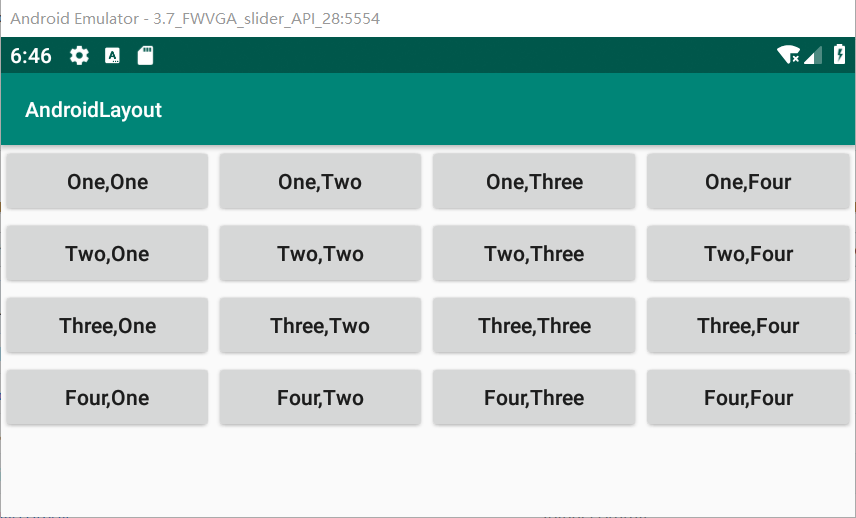 Android Emulator - 3.7_FWVGA_slider_API_28:5554
6:46
AndroidLayout
One,One One,Two One,Three One,Four
Two,One Two,Two Two,Three Two,Four
Three,One Three,Two Three,Three Three,Four
Four,One Four,Two Four,Three Four,Four